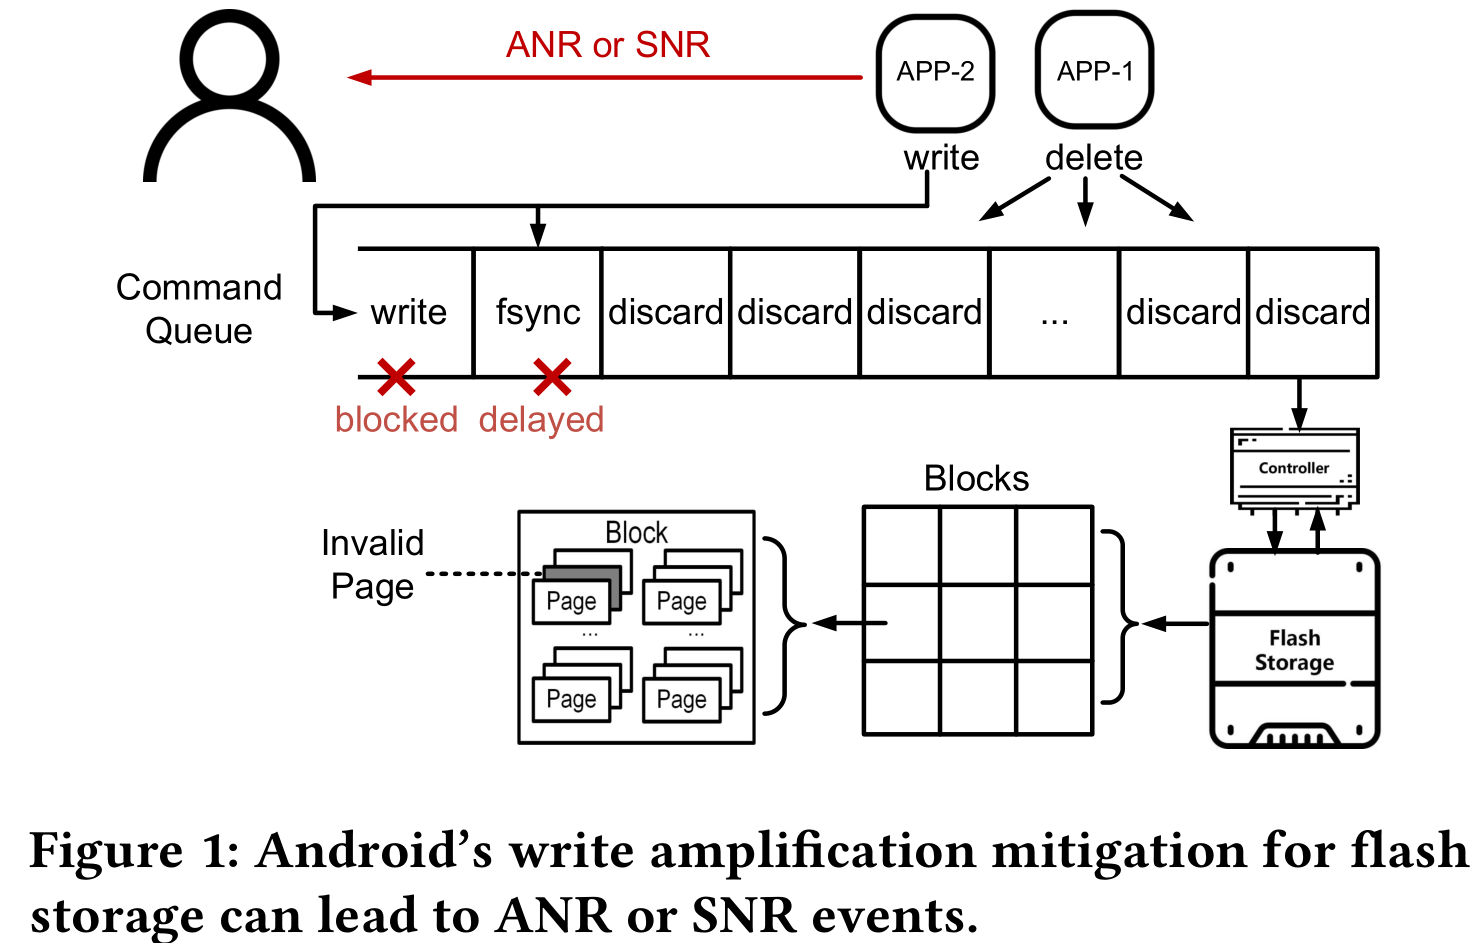 ANR or SNR
APP-2
APP-1
write
delete
Command
Queue
write
fsync
discard
discard
discard
...
discard
discard
blocked
delayed
Controller
Blocks
Block
Invalid
Page
Page
Page
...
...
Page
Page
Flash
Storage
Figure 1: Android’s write amplification mitigation for flash
storage can lead to ANR or SNR events.